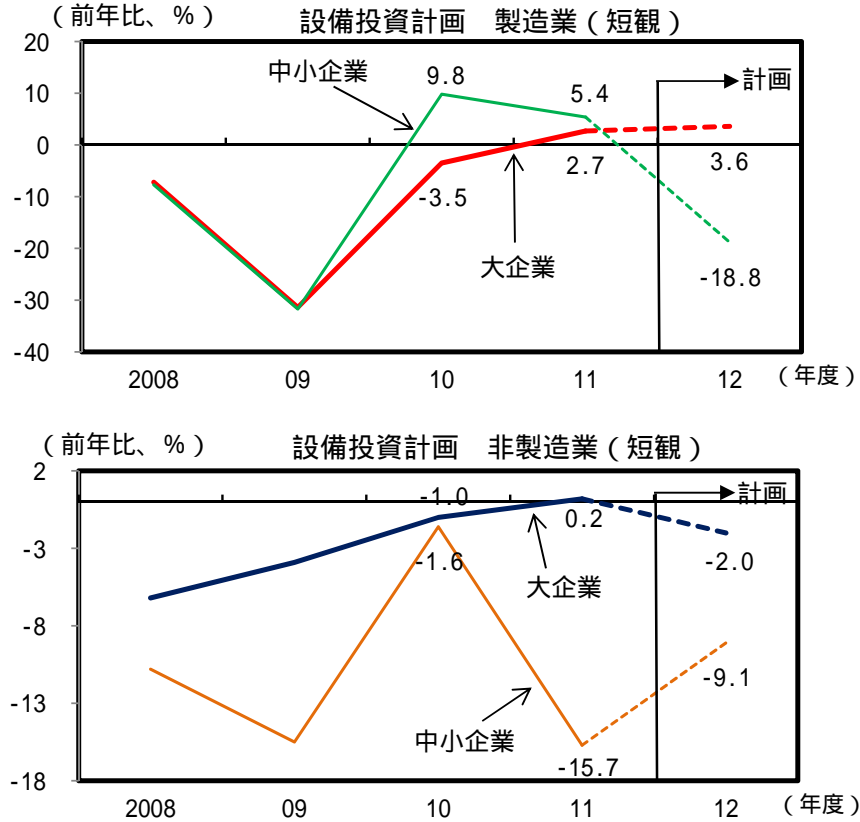 （前年比、％） 設備投資計画 製造業（短観）
20
中小企業
9.8
計画
10
5.4
0
-3.5
2.7
3.6
-10
-20
大企業
-18.8
-30
-40
2008 09 10 11 12 （年度）
（前年比、％） 設備投資計画 非製造業（短観）
2
-1.0
計画
0.2
-3
-1.6
大企業
-2.0
-8
-9.1
-13
中小企業
-15.7
-18
2008 09 10 11 12 （年度）